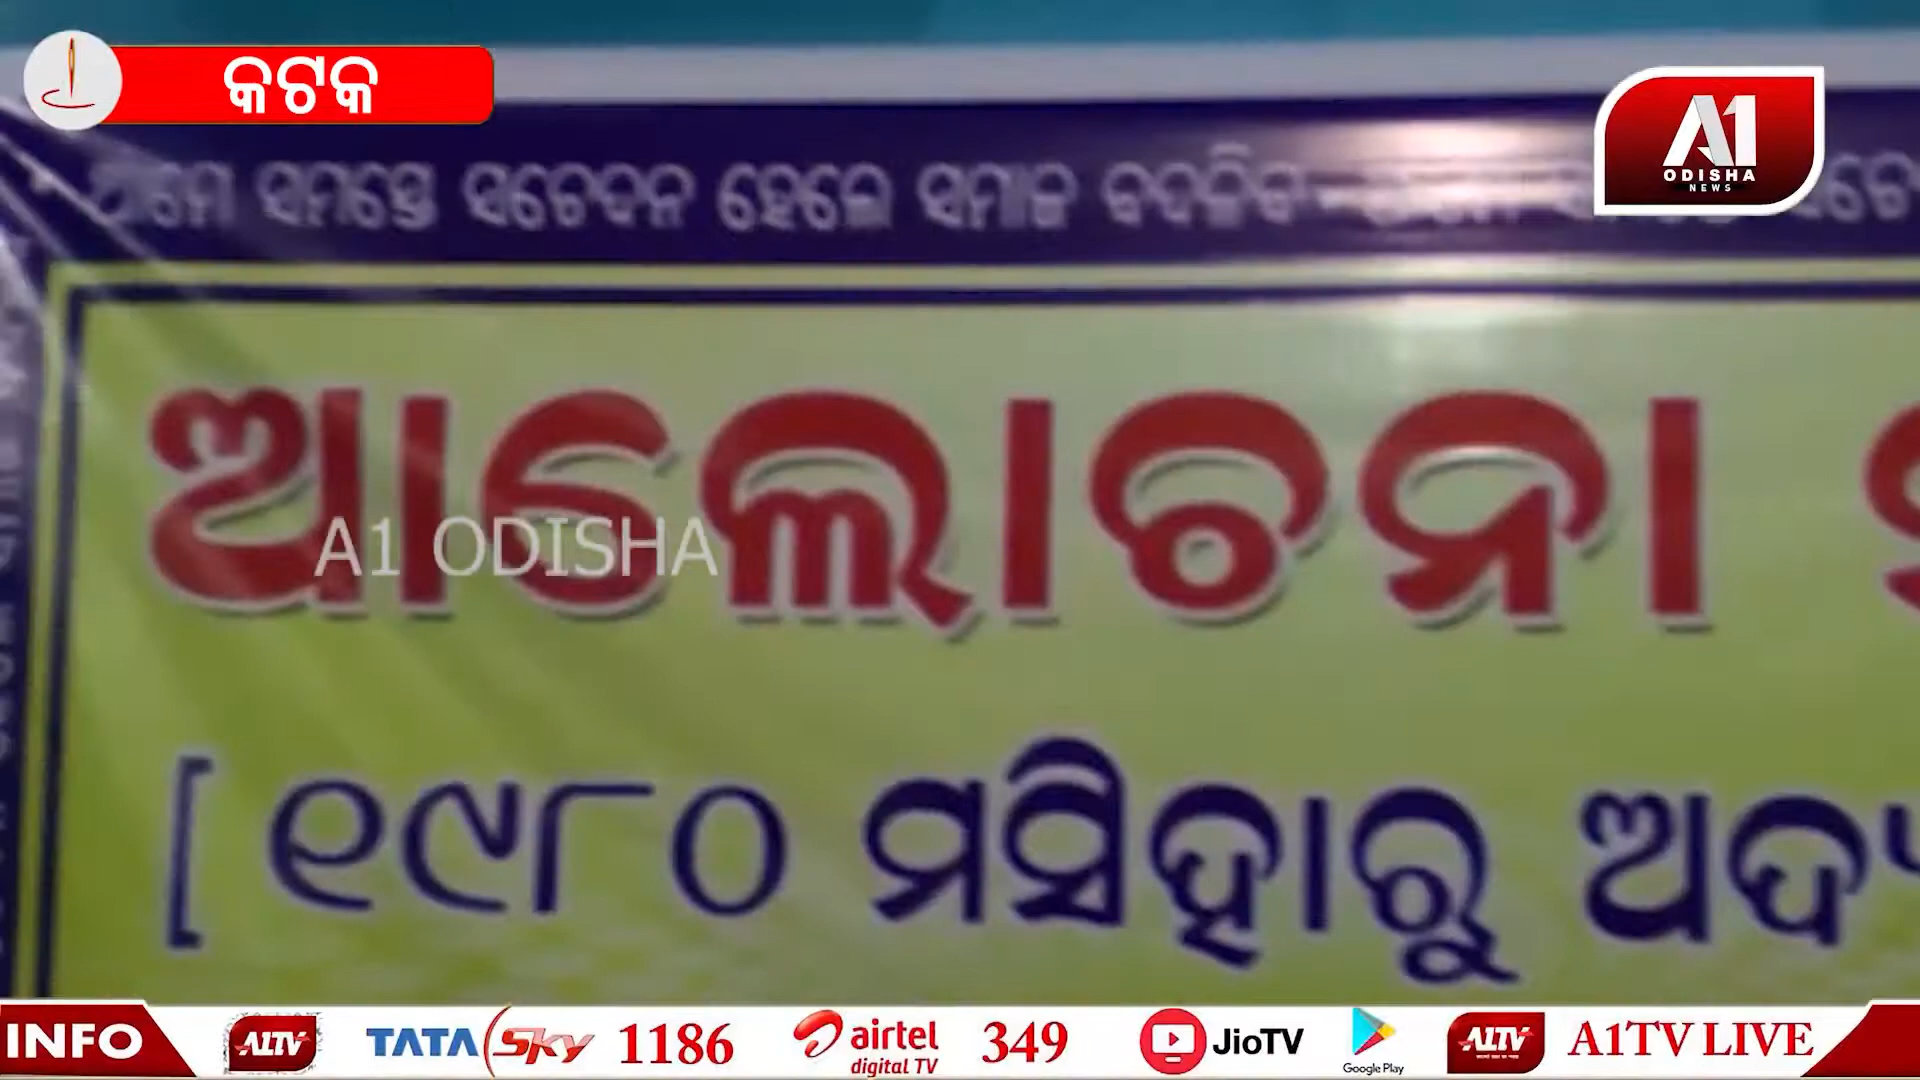 କଟକ
A1
ODISHA
NEWS
ଆମେ ସମସ୍ତେ ସଚେତନ ହେଲେ ସମାଜ ବଦଳିବ-
ଆଲୋଚନା
A1 ODISHA
[ ୧୯୮୦ ମସିହାରୁ
INFO A1TV TATA Sky 1186 airtel digital TV 349 JioTV Google Play A1TV A1TV LIVE